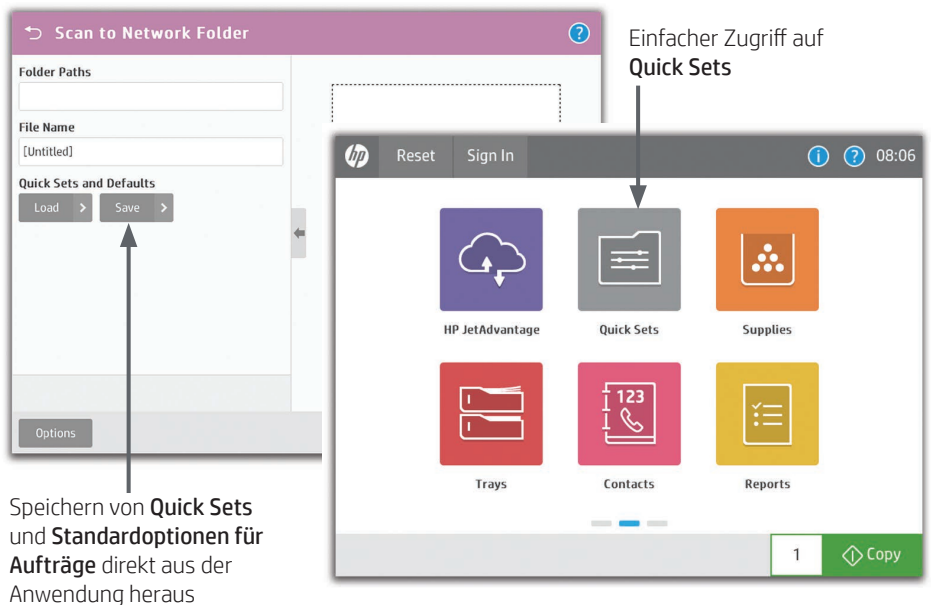 Scan to Network Folder
?
Folder Paths
File Name
[Untitled]
Quick Sets and Defaults
Load > Save >
Options
Einfacher Zugriff auf
Quick Sets
hp Reset Sign In i ? 08:06
HP JetAdvantage Quick Sets Supplies
123
Trays Contacts Reports
1 Copy
Speichern von Quick Sets
und Standardoptionen für
Aufträge direkt aus der
Anwendung heraus